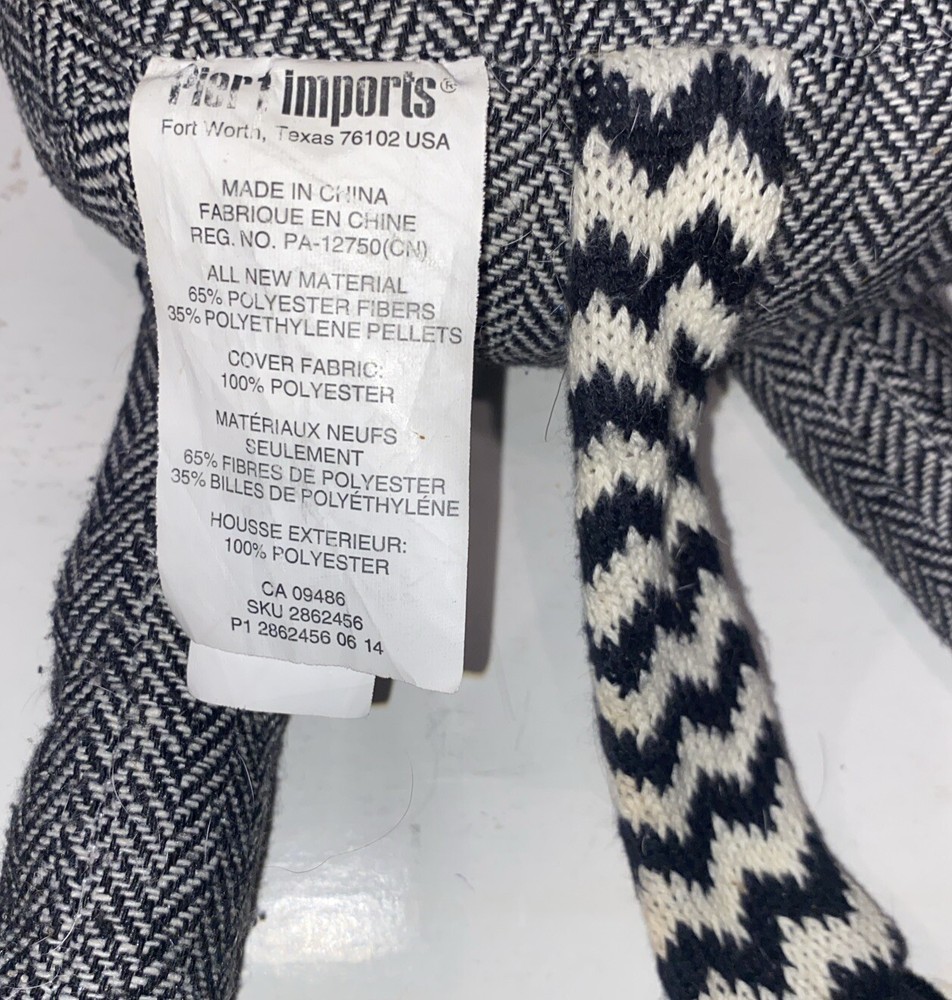 Pier 1 imports®
Fort Worth, Texas 76102 USA
MADE IN CHINA
FABRIQUE EN CHINE
REG. NO. PA-12750(CN)
ALL NEW MATERIAL
65% POLYESTER FIBERS
35% POLYETHYLENE PELLETS
COVER FABRIC:
100% POLYESTER
MATÉRIAUX NEUFS
SEULEMENT
65% FIBRES DE POLYESTER
35% BILLES DE POLYÉTHYLÉNE
HOUSSE EXTERIEUR:
100% POLYESTER
CA 09486
SKU 2862456
P1 2862456 06 14